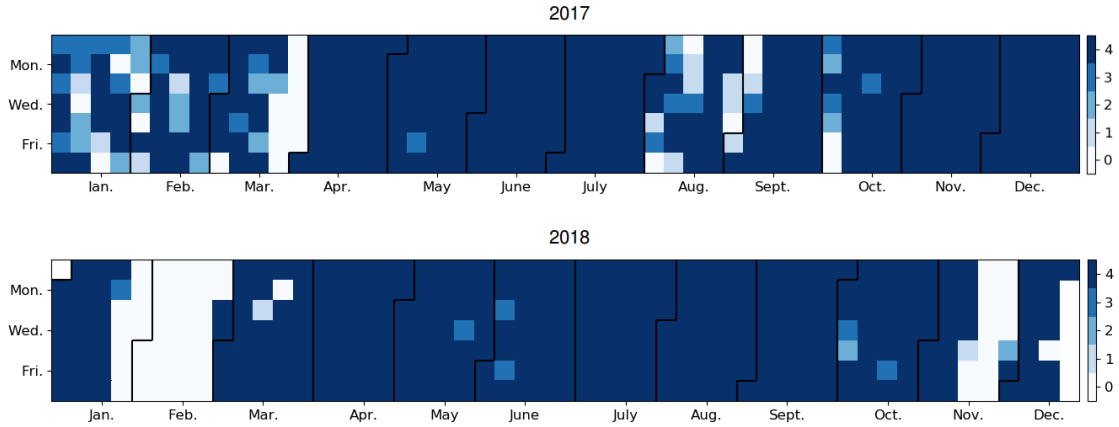 2017
4
Mon.
3
Wed.
2
1
Fri.
0
Jan. Feb. Mar. Apr. May June July Aug. Sept. Oct. Nov. Dec.
2018
4
Mon.
3
Wed.
2
1
Fri.
0
Jan. Feb. Mar. Apr. May June July Aug. Sept. Oct. Nov. Dec.